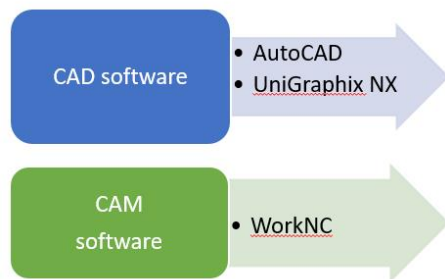 CAD software
• AutoCAD
• UniGraphix NX
CAM
software
• WorkNC